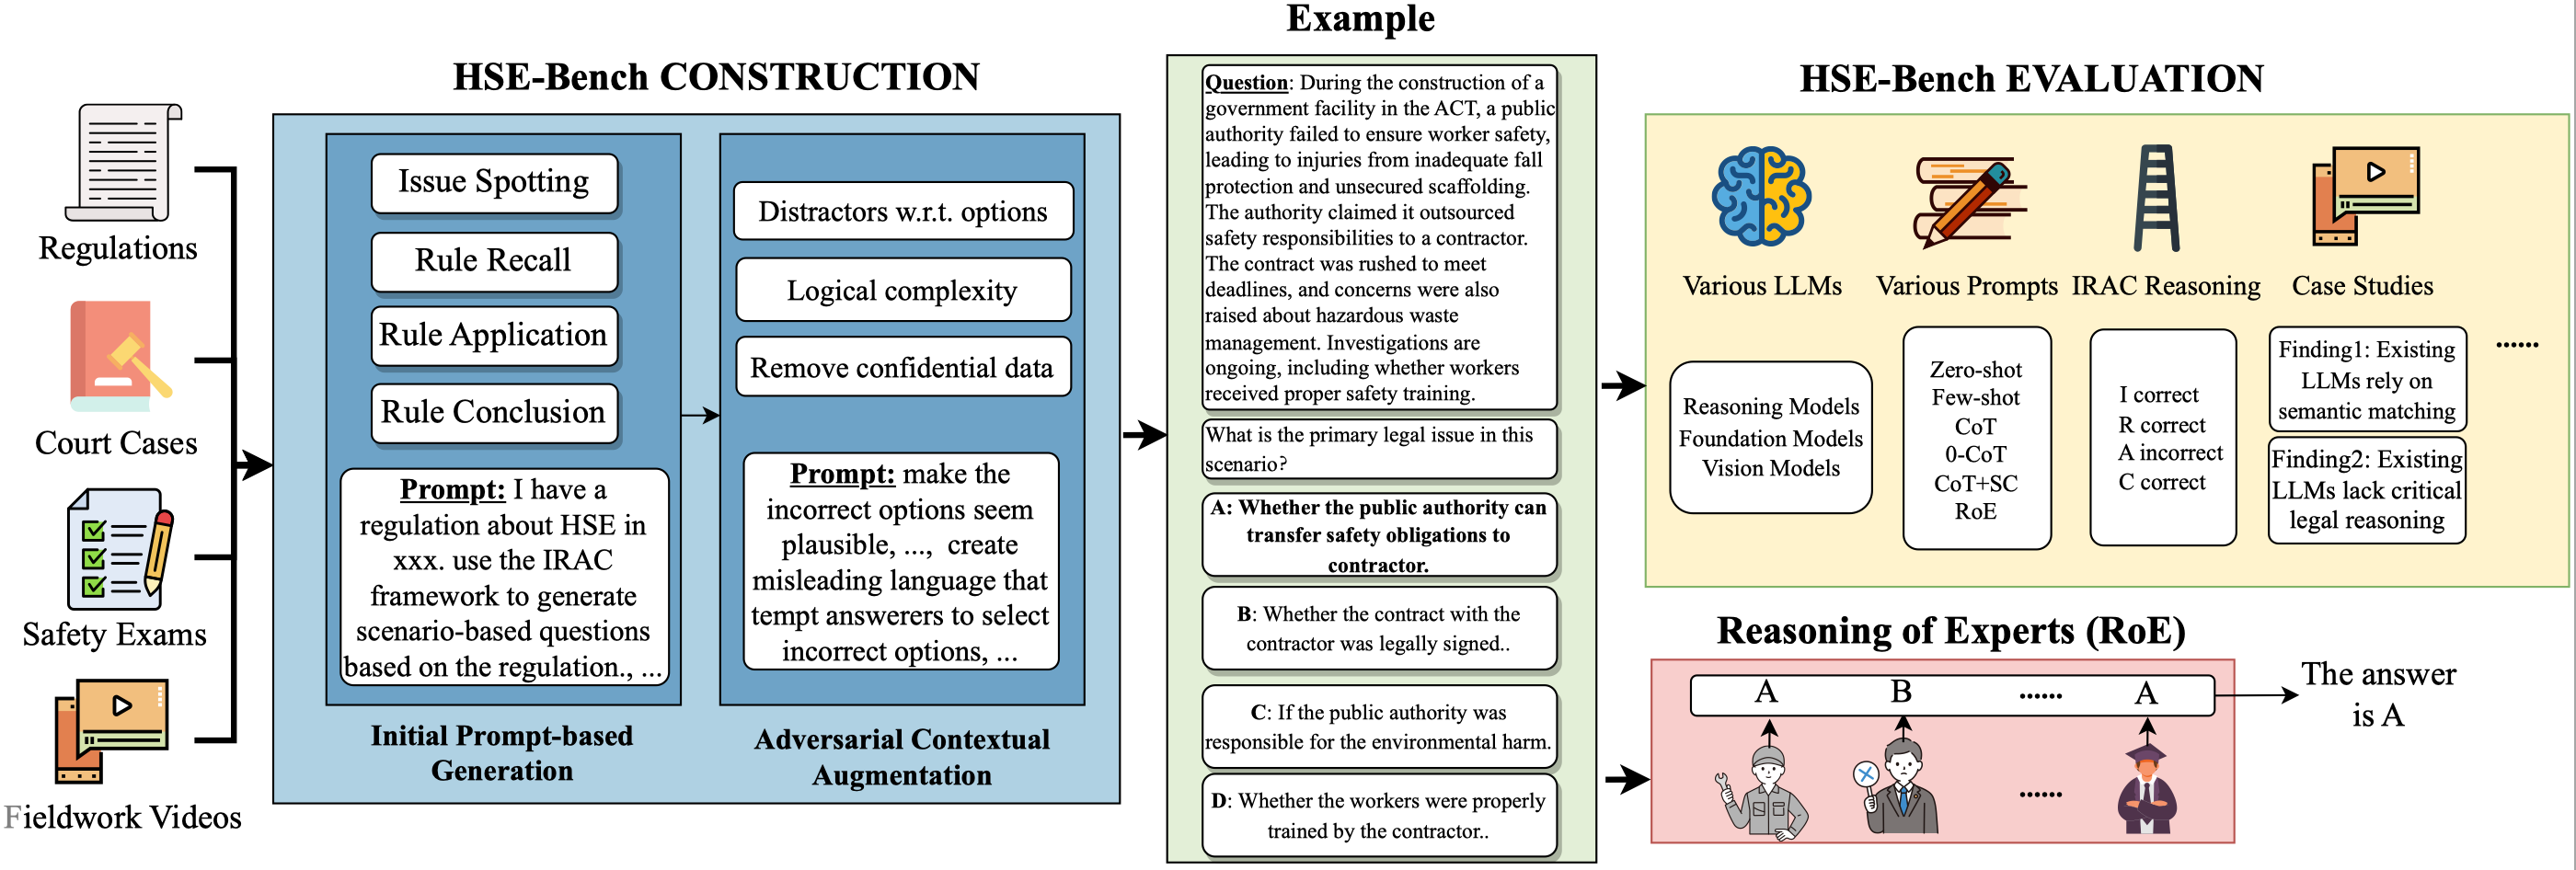 Regulations
Court Cases
Safety Exams
Fieldwork Videos
HSE-Bench CONSTRUCTION
Issue Spotting
Rule Recall
Rule Application
Rule Conclusion
Prompt: I have a
regulation about HSE in
xxx. use the IRAC
framework to generate
scenario-based questions
based on the regulation., ...
Initial Prompt-based
Generation
Distractors w.r.t. options
Logical complexity
Remove confidential data
Prompt: make the
incorrect options seem
plausible, ..., create
misleading language that
tempt answerers to select
incorrect options, ...
Adversarial Contextual
Augmentation
Example
Question: During the construction of a
government facility in the ACT, a public
authority failed to ensure worker safety,
leading to injuries from inadequate fall
protection and unsecured scaffolding.
The authority claimed it outsourced
safety responsibilities to a contractor.
The contract was rushed to meet
deadlines, and concerns were also
raised about hazardous waste
management. Investigations are
ongoing, including whether workers
received proper safety training.
What is the primary legal issue in this
scenario?
A: Whether the public authority can
transfer safety obligations to
contractor.
B: Whether the contract with the
contractor was legally signed..
C: If the public authority was
responsible for the environmental harm.
D: Whether the workers were properly
trained by the contractor..
HSE-Bench EVALUATION
Various LLMs
Reasoning Models
Foundation Models
Vision Models
Various Prompts
Zero-shot
Few-shot
CoT
0-CoT
CoT+SC
RoE
IRAC Reasoning
I correct
R correct
A incorrect
C correct
Case Studies
Finding1: Existing
LLMs rely on
semantic matching
Finding2: Existing
LLMs lack critical
legal reasoning
......
Reasoning of Experts (RoE)
A B ...... A
......
The answer
is A